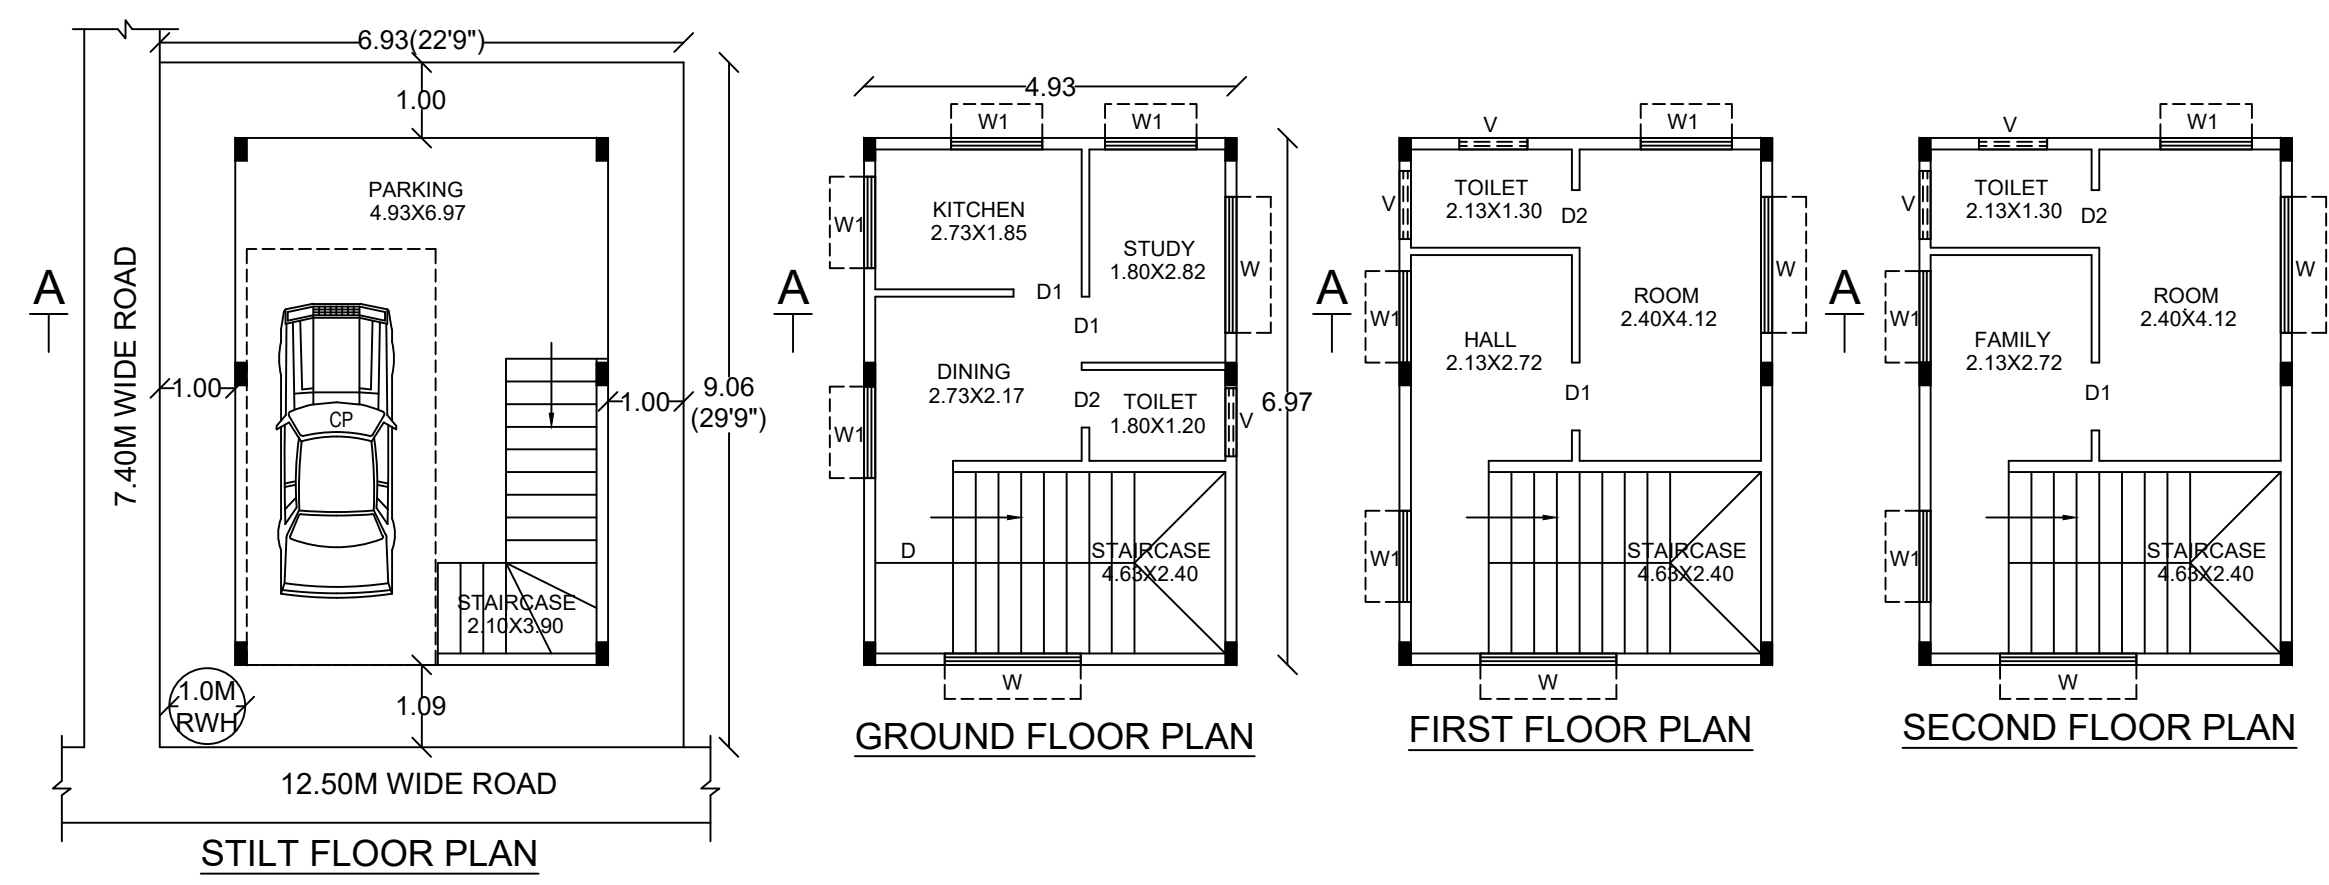 6.93(22'9")
1.00
PARKING
4.93X6.97
7.40M WIDE ROAD
A
1.00
CP
1.00
9.06
(29'9")
STAIRCASE
2.10X3.90
1.0M
RWH
1.09
12.50M WIDE ROAD
STILT FLOOR PLAN
4.93
W1
W1
W1
KITCHEN
2.73X1.85
STUDY
1.80X2.82
W
A
D1
D1
DINING
2.73X2.17
D2
TOILET
1.80X1.20
V
6.97
W1
D
STAIRCASE
4.63X2.40
W
GROUND FLOOR PLAN
V
W1
TOILET
2.13X1.30
V
D2
A
W
W1
ROOM
2.40X4.12
HALL
2.13X2.72
D1
W1
STAIRCASE
4.63X2.40
W
FIRST FLOOR PLAN
V
W1
TOILET
2.13X1.30
V
D2
A
W
W1
ROOM
2.40X4.12
FAMILY
2.13X2.72
D1
W1
STAIRCASE
4.63X2.40
W
SECOND FLOOR PLAN